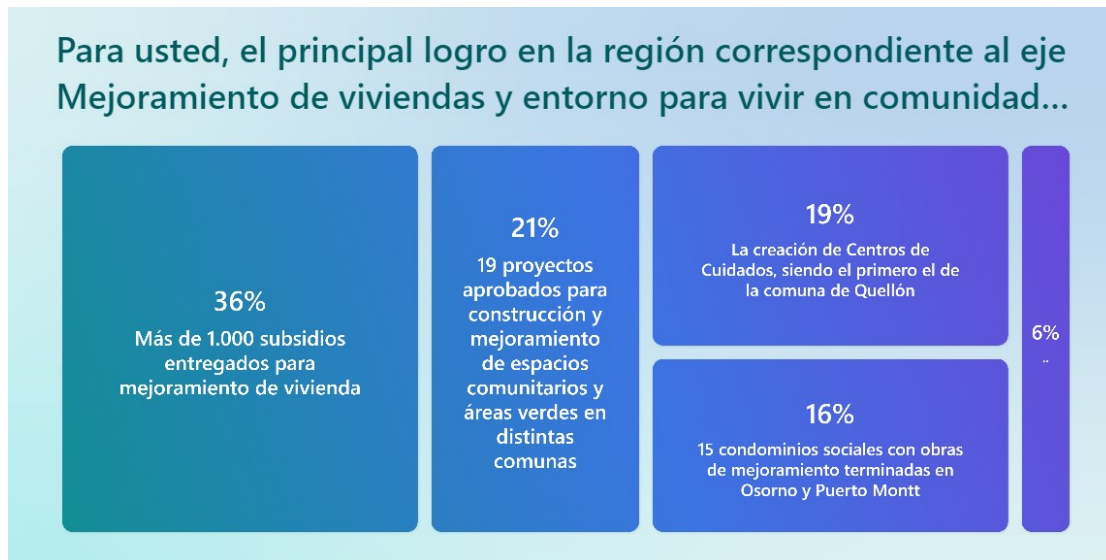 Para usted, el principal logro en la región correspondiente al eje
Mejoramiento de viviendas y entorno para vivir en comunidad...
36%
Más de 1.000 subsidios
entregados para
mejoramiento de vivienda
21%
19 proyectos
aprobados para
construcción y
mejoramiento
de espacios
comunitarios y
áreas verdes en
distintas
comunas
19%
La creación de Centros de
Cuidados, siendo el primero el de
la comuna de Quellón
16%
15 condominios sociales con obras
de mejoramiento terminadas en
Osorno y Puerto Montt
6%
..